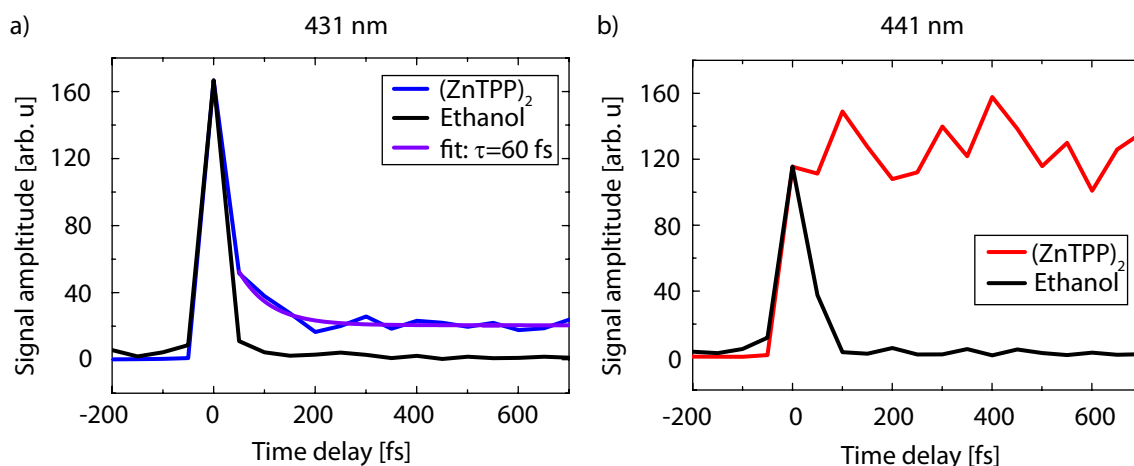 a) 431 nm
Signal ampltitude [arb. u]
160
120
80
40
0
-200 0 200 400 600
Time delay [fs]
(ZnTPP)2
Ethanol
fit: τ=60 fs
b) 441 nm
Signal ampltitude [arb. u]
160
120
80
40
0
-200 0 200 400 600
Time delay [fs]
(ZnTPP)2
Ethanol